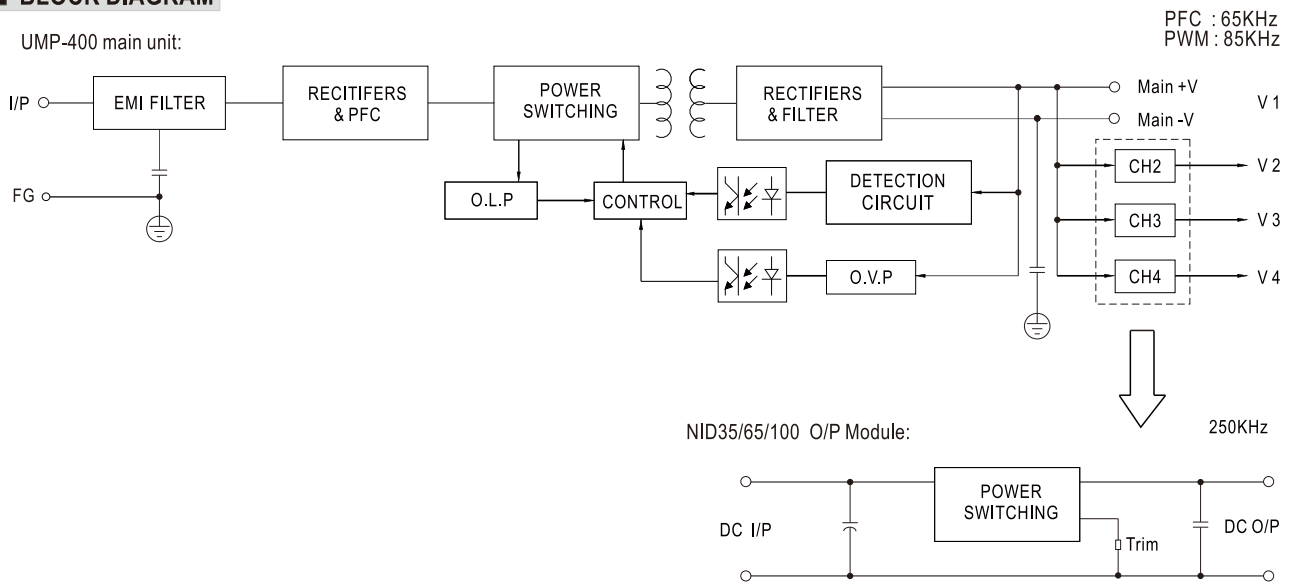 BLOCK DIAGRAM
PFC : 65KHz
PWM : 85KHz
UMP-400 main unit:
I/P
EMI FILTER
RECITIFERS
& PFC
POWER
SWITCHING
RECTIFIERS
& FILTER
Main +V
Main -V
V 1
FG
O.L.P
CONTROL
DETECTION
CIRCUIT
O.V.P
CH2
V 2
CH3
V 3
CH4
V 4
NID35/65/100 O/P Module:
250KHz
DC I/P
POWER
SWITCHING
Trim
DC O/P